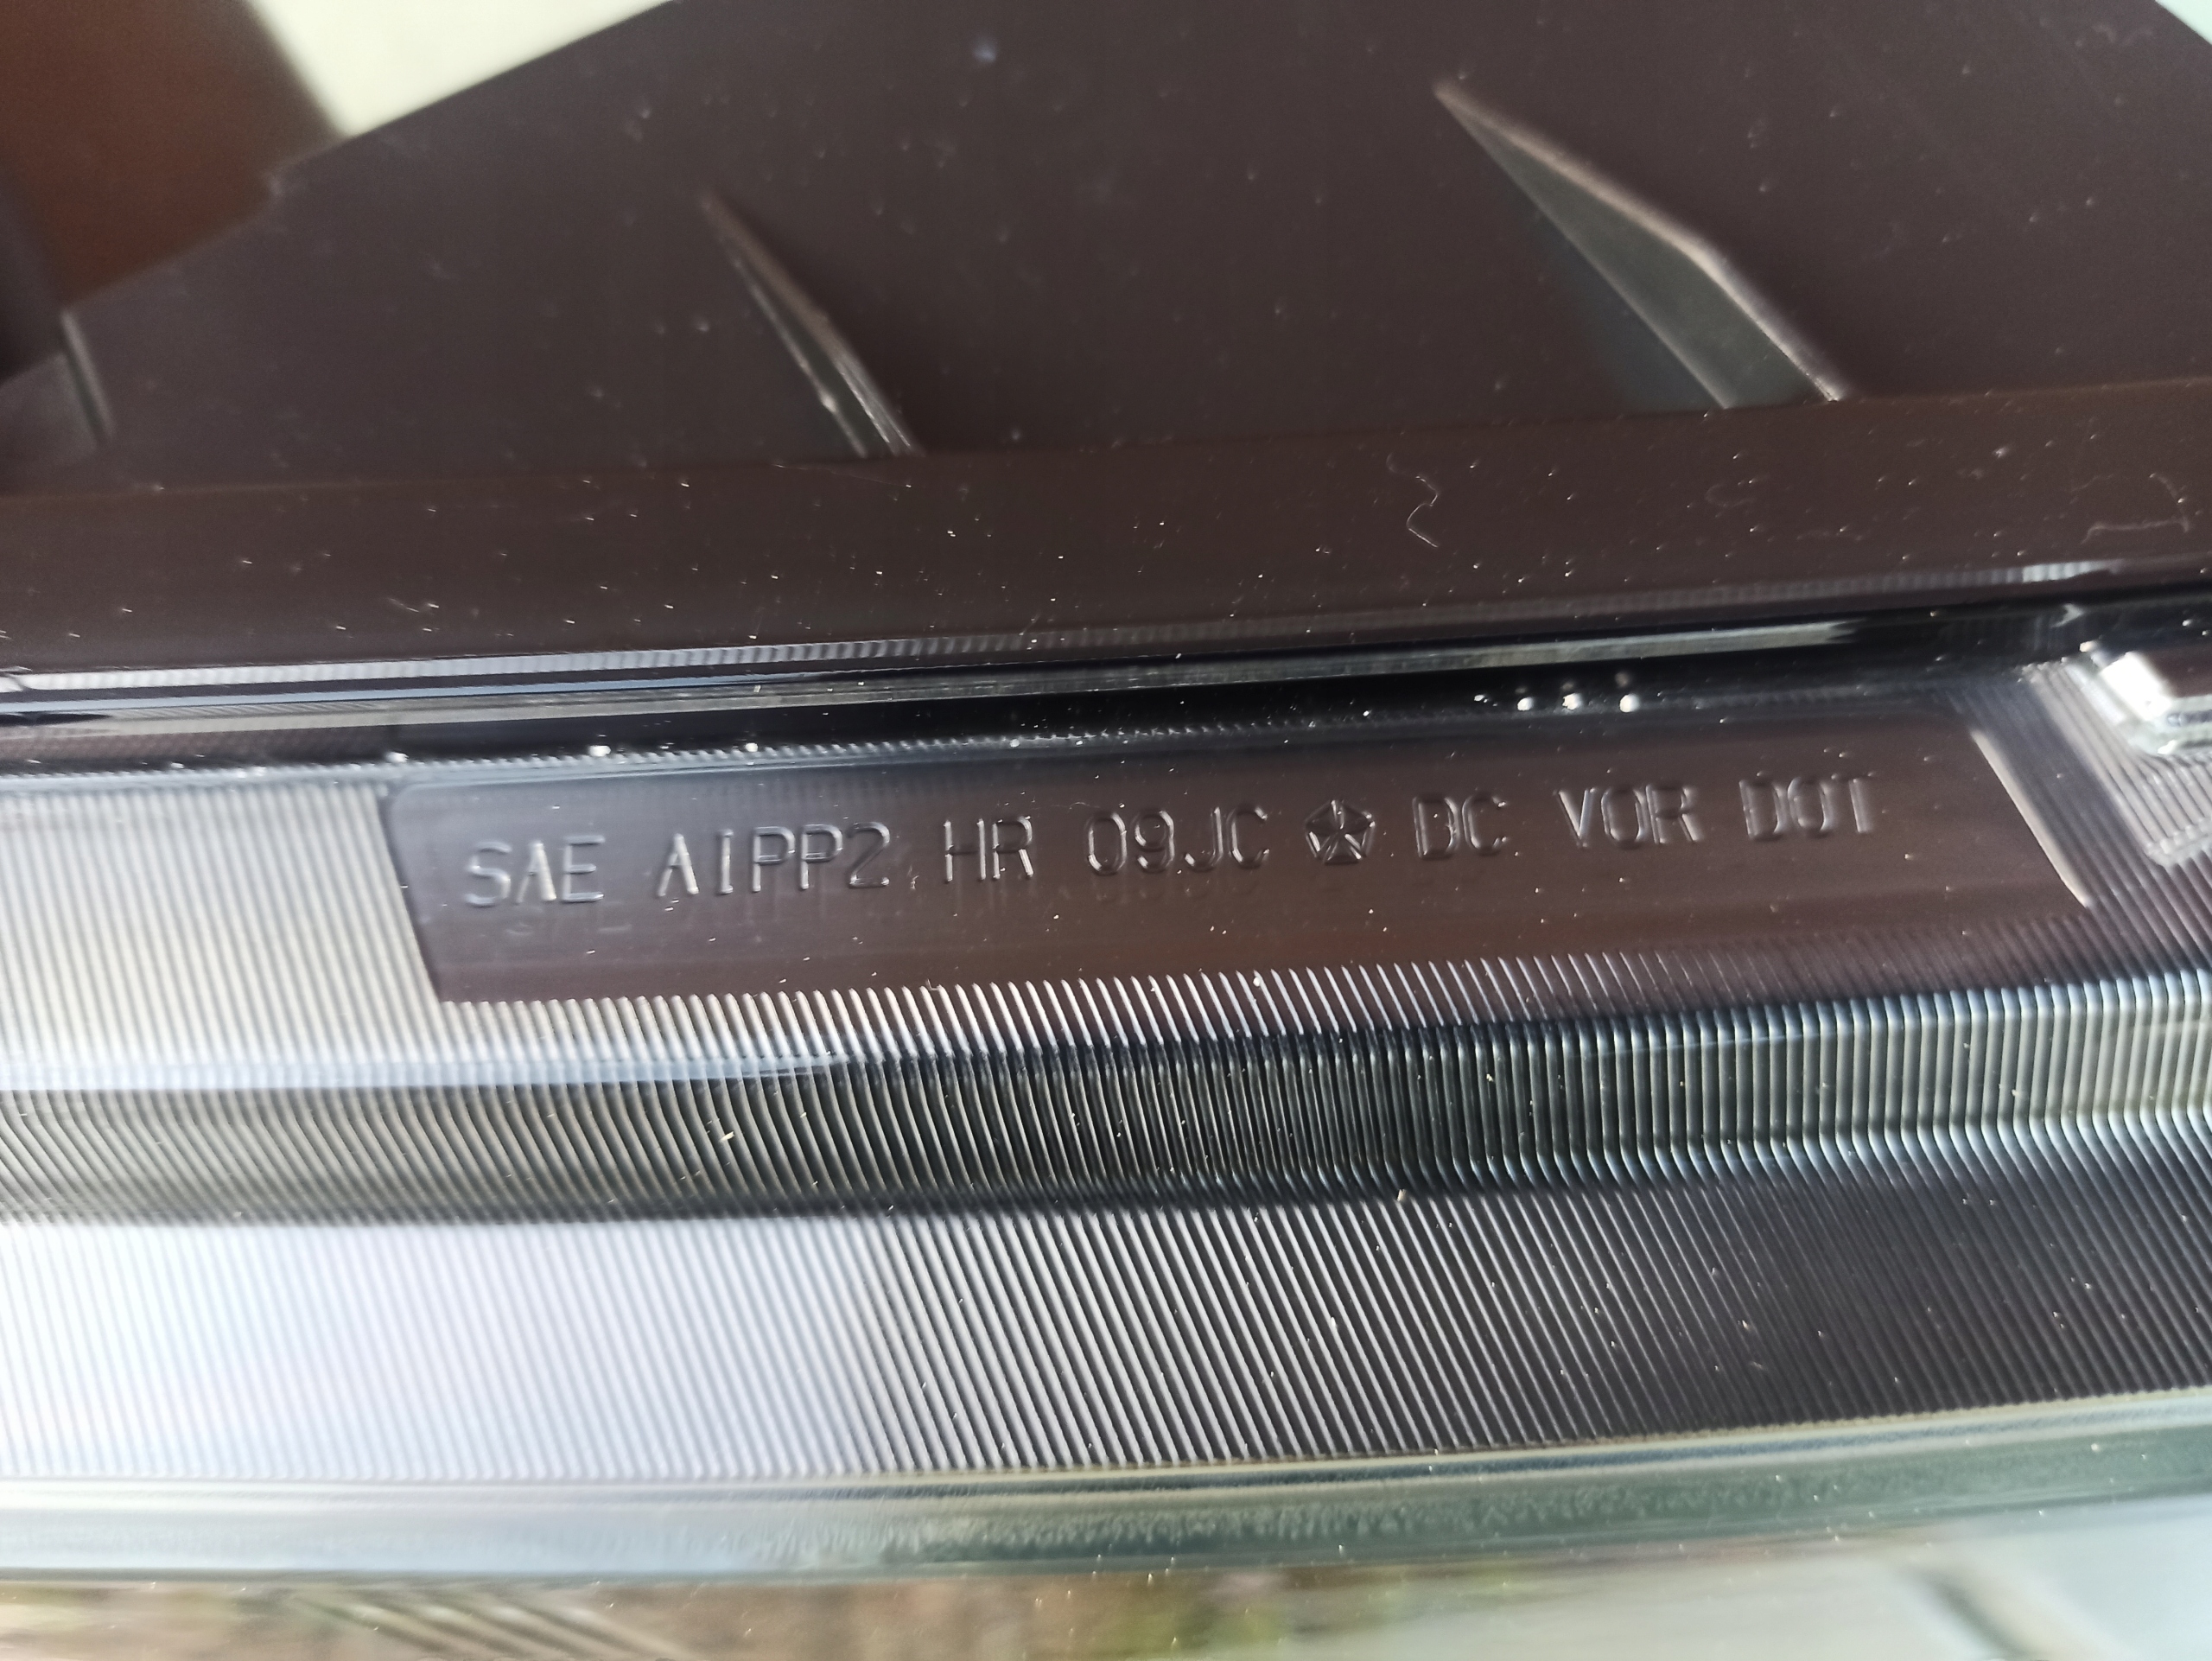 SAE AIPP2 HR 09JC DC VOR DOT